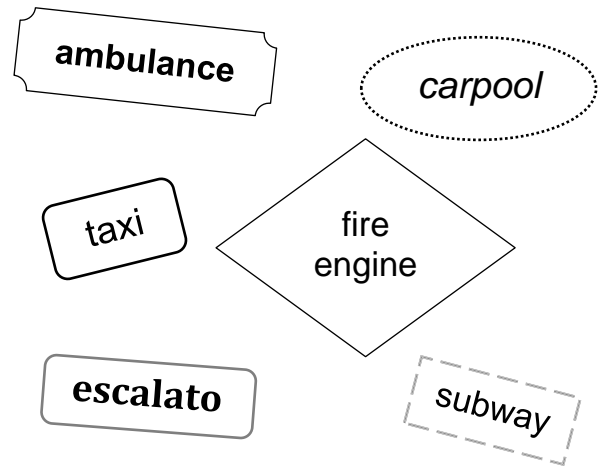 ambulance
carpool
taxi
fire
engine
escalato
subway